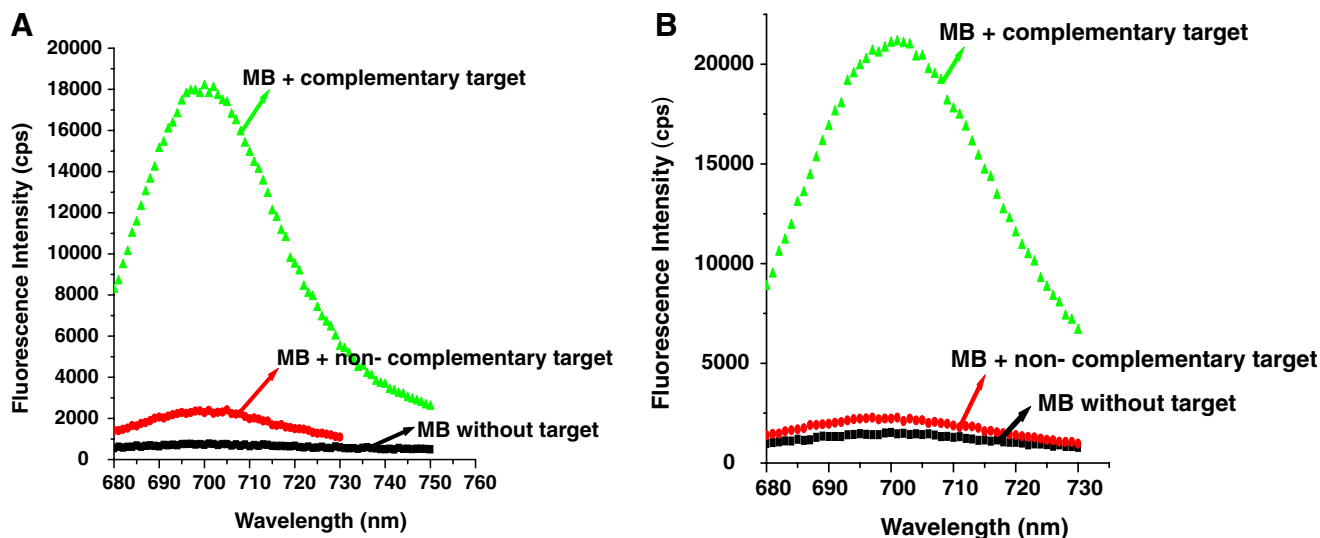 A
Fluorescence Intensity (cps)
20000
18000
16000
14000
12000
10000
8000
6000
4000
2000
0
MB + complementary target
MB + non- complementary target
MB without target
680 690 700 710 720 730 740 750 760
Wavelength (nm)
B
Fluorescence Intensity (cps)
20000
15000
10000
5000
0
MB + complementary target
MB + non- complementary target
MB without target
680 690 700 710 720 730
Wavelength (nm)